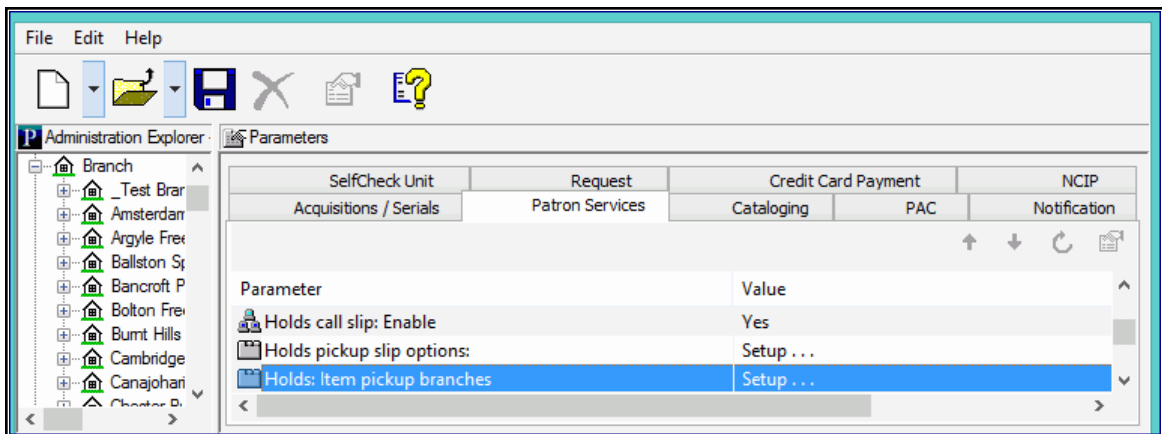 File Edit Help
P Administration Explorer - Parameters
Branch
_Test Bran
Amsterdam
Argyle Free
Ballston Sp
Bancroft P
Bolton Free
Burnt Hills
Cambridge
Canajohari
SelfCheck Unit Request Credit Card Payment NCIP
Acquisitions / Serials Patron Services Cataloging PAC Notification
Parameter Value
Holds call slip: Enable Yes
Holds pickup slip options: Setup . . .
Holds: Item pickup branches Setup . . .